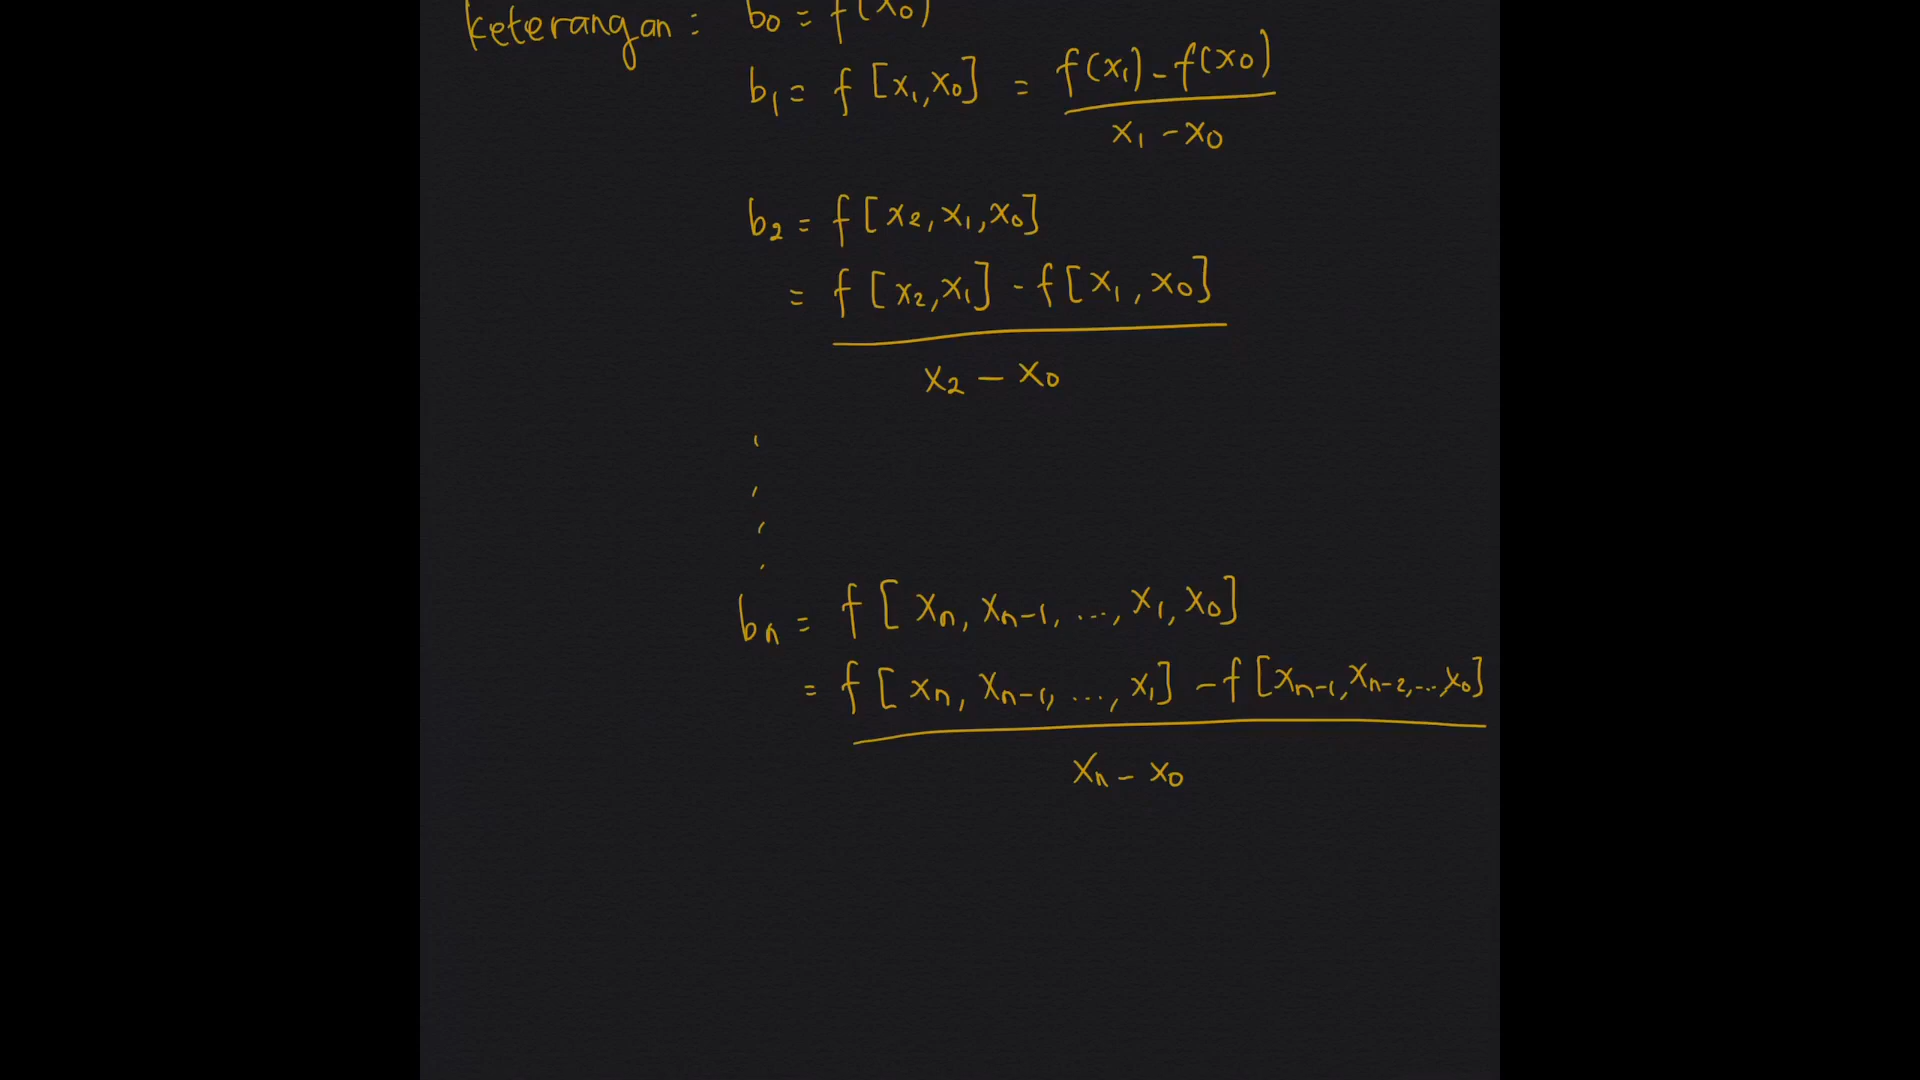 keterangan: b0 = f(x0)
b1 = f[x1,x0] = f(x1)-f(x0)
x1-x0
b2 = f[x2,x1,x0]
= f[x2,x1] - f[x1,x0]
x2 - x0
.
.
.
.
bn = f[xn, xn-1, ..., x1, x0]
= f[xn, xn-1, ..., x1] - f[xn-1, xn-2, ..., x0]
xn - x0